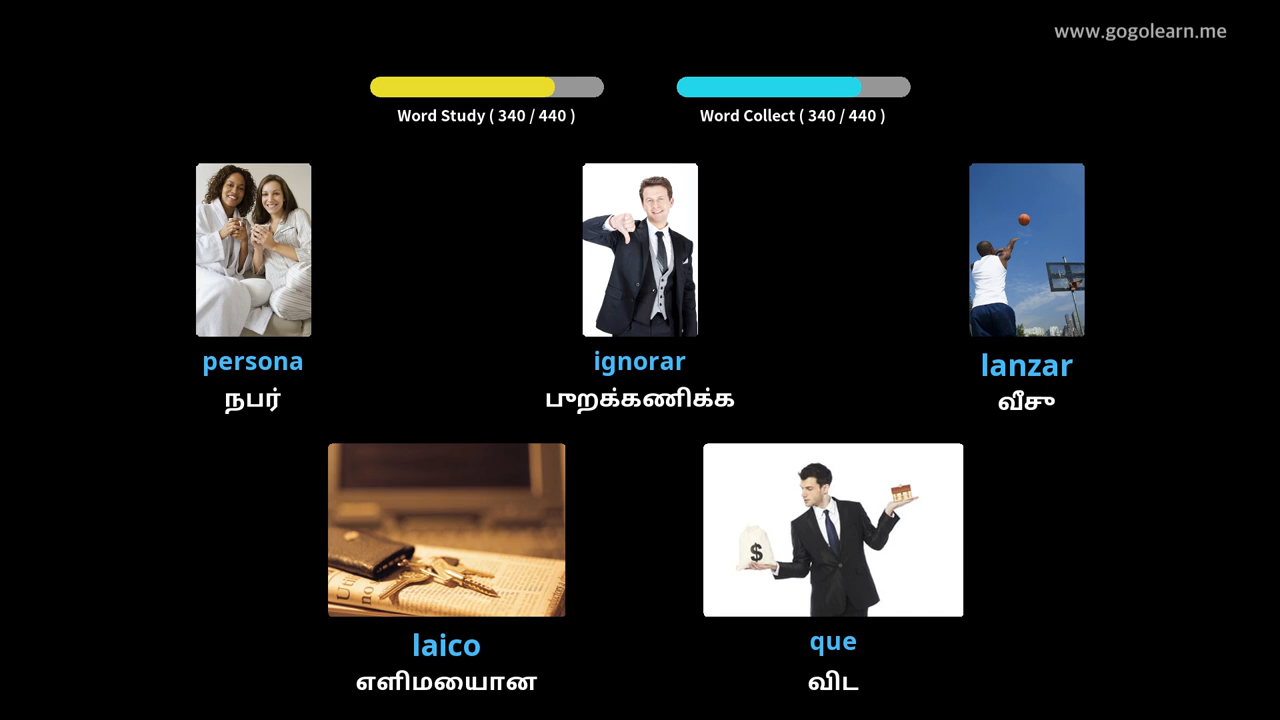 www.gogolearn.me
Word Study ( 340 / 440 )
Word Collect ( 340 / 440 )
persona
ignorar
lanzar
நபர்
புறக்கணிக்க
வீசு
laico
que
எளிமையான
விட